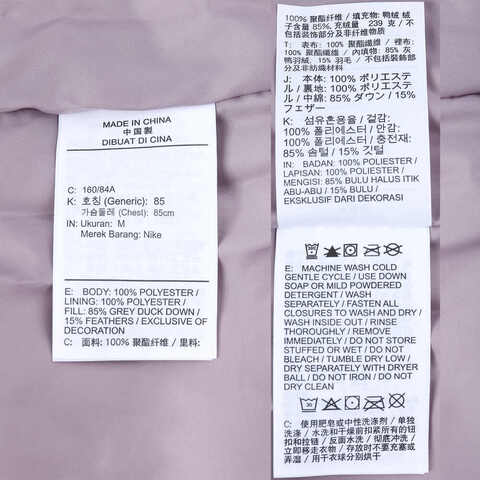 MADE IN CHINA
中国製
DIBUAT DI CINA
C: 160/84A
K: 호칭 (Generic): 85
가슴둘레 (Chest): 85cm
IN: Ukuran: M
Merek Barang: Nike
E: BODY: 100% POLYESTER /
LINING: 100% POLYESTER /
FILL: 85% GREY DUCK DOWN /
15% FEATHERS / EXCLUSIVE OF
DECORATION
C: 面料: 100% 聚酯纤维 / 里料:
100% 聚酯纤维 / 填充物: 鸭绒 绒
子含量 85%, 充绒量 239 克 / 不
包括装饰部分及非纺织材料
T: 表布: 100% 聚酯纖維 / 裡布:
100% 聚酯纖維 / 內填物: 85% 灰
鴨羽絨, 15% 羽毛 / 不包括裝飾部
分及非紡織材料
J: 本体: 100% ポリエステ
ル / 裏地: 100% ポリエステ
ル / 中綿: 85% ダウン / 15%
フェザー
K: 섬유혼용율 / 겉감:
100% 폴리에스터 / 안감:
100% 폴리에스터 / 충전재:
85% 솜털 / 15% 깃털
IN: BADAN: 100% POLIESTER /
LAPISAN: 100% POLIESTER /
MENGISI: 85% BULU HALUS ITIK
ABU-ABU / 15% BULU /
EKSKLUSIF DARI DEKORASI
E: MACHINE WASH COLD
GENTLE CYCLE / USE DOWN
SOAP OR MILD POWDERED
DETERGENT / WASH
SEPARATELY / FASTEN ALL
CLOSURES TO WASH AND DRY /
WASH INSIDE OUT / RINSE
THOROUGHLY / REMOVE
IMMEDIATELY / DO NOT STORE
STUFFED OR WET / DO NOT
BLEACH / TUMBLE DRY LOW /
DRY SEPARATELY WITH DRYER
BALL / DO NOT IRON / DO NOT DRY
CLEAN
30
C: 使用肥皂或中性洗涤剂 / 单独
洗涤 / 水洗和干燥前扣紧所有的钮
扣和拉链 / 反面水洗 / 彻底冲洗 /
立即移走衣物 / 存放时不要充塞或
弄湿 / 用干衣球分别烘干